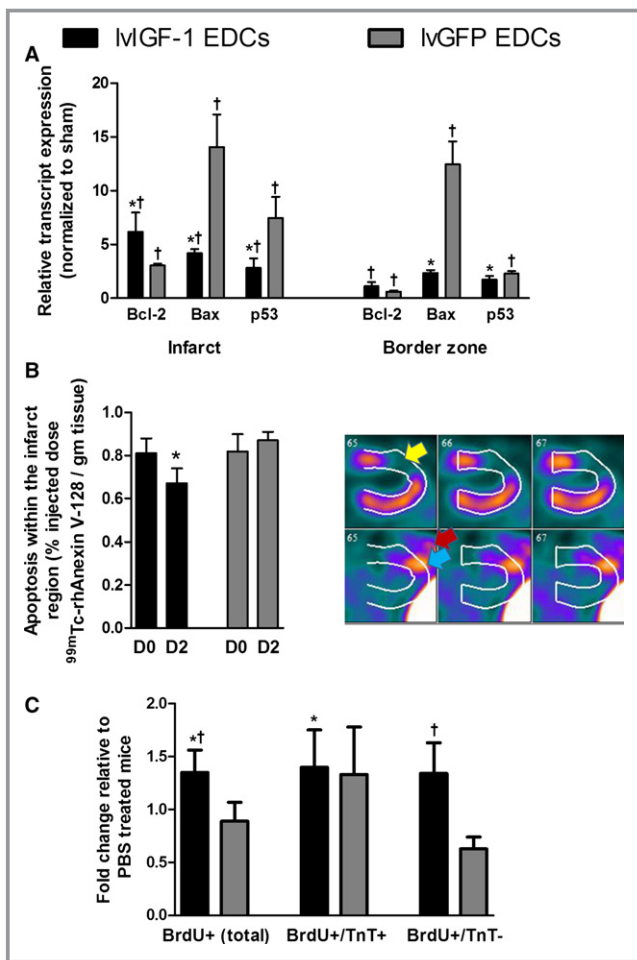 lvIGF-1 EDCs
lvGFP EDCs
A
Relative transcript expression
(normalized to sham)
20
15
10
5
0
*†
†
*†
†
*†
†
†
†
*
†
*
†
Bcl-2
Bax
p53
Bcl-2
Bax
p53
Infarct
Border zone
B
Apoptosis within the infarct
region (% injected dose
99mTc-rhAnexin V-128 / gm tissue)
1.0
0.8
0.6
0.4
0.2
0.0
*
D0
D2
D0
D2
65
66
67
65
66
67
C
Fold change relative to
PBS treated mice
2.0
1.5
1.0
0.5
0.0
*†
*
†
BrdU+ (total)
BrdU+/TnT+
BrdU+/TnT-